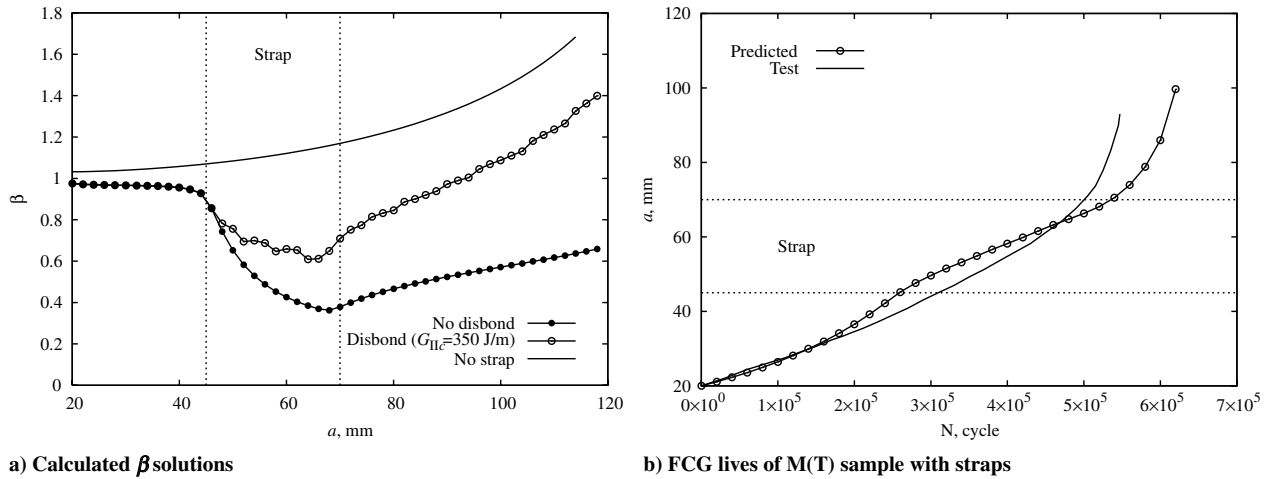 1.8
1.6
1.4
1.2
1
0.8
0.6
0.4
0.2
0
β
Strap
No disbond
Disbond (G_IIc=350 J/m)
No strap
20 40 60 80 100 120
a, mm
a) Calculated β solutions
120
100
80
60
40
20
a, mm
Predicted
Test
Strap
0×10^0 1×10^5 2×10^5 3×10^5 4×10^5 5×10^5 6×10^5 7×10^5
N, cycle
b) FCG lives of M(T) sample with straps